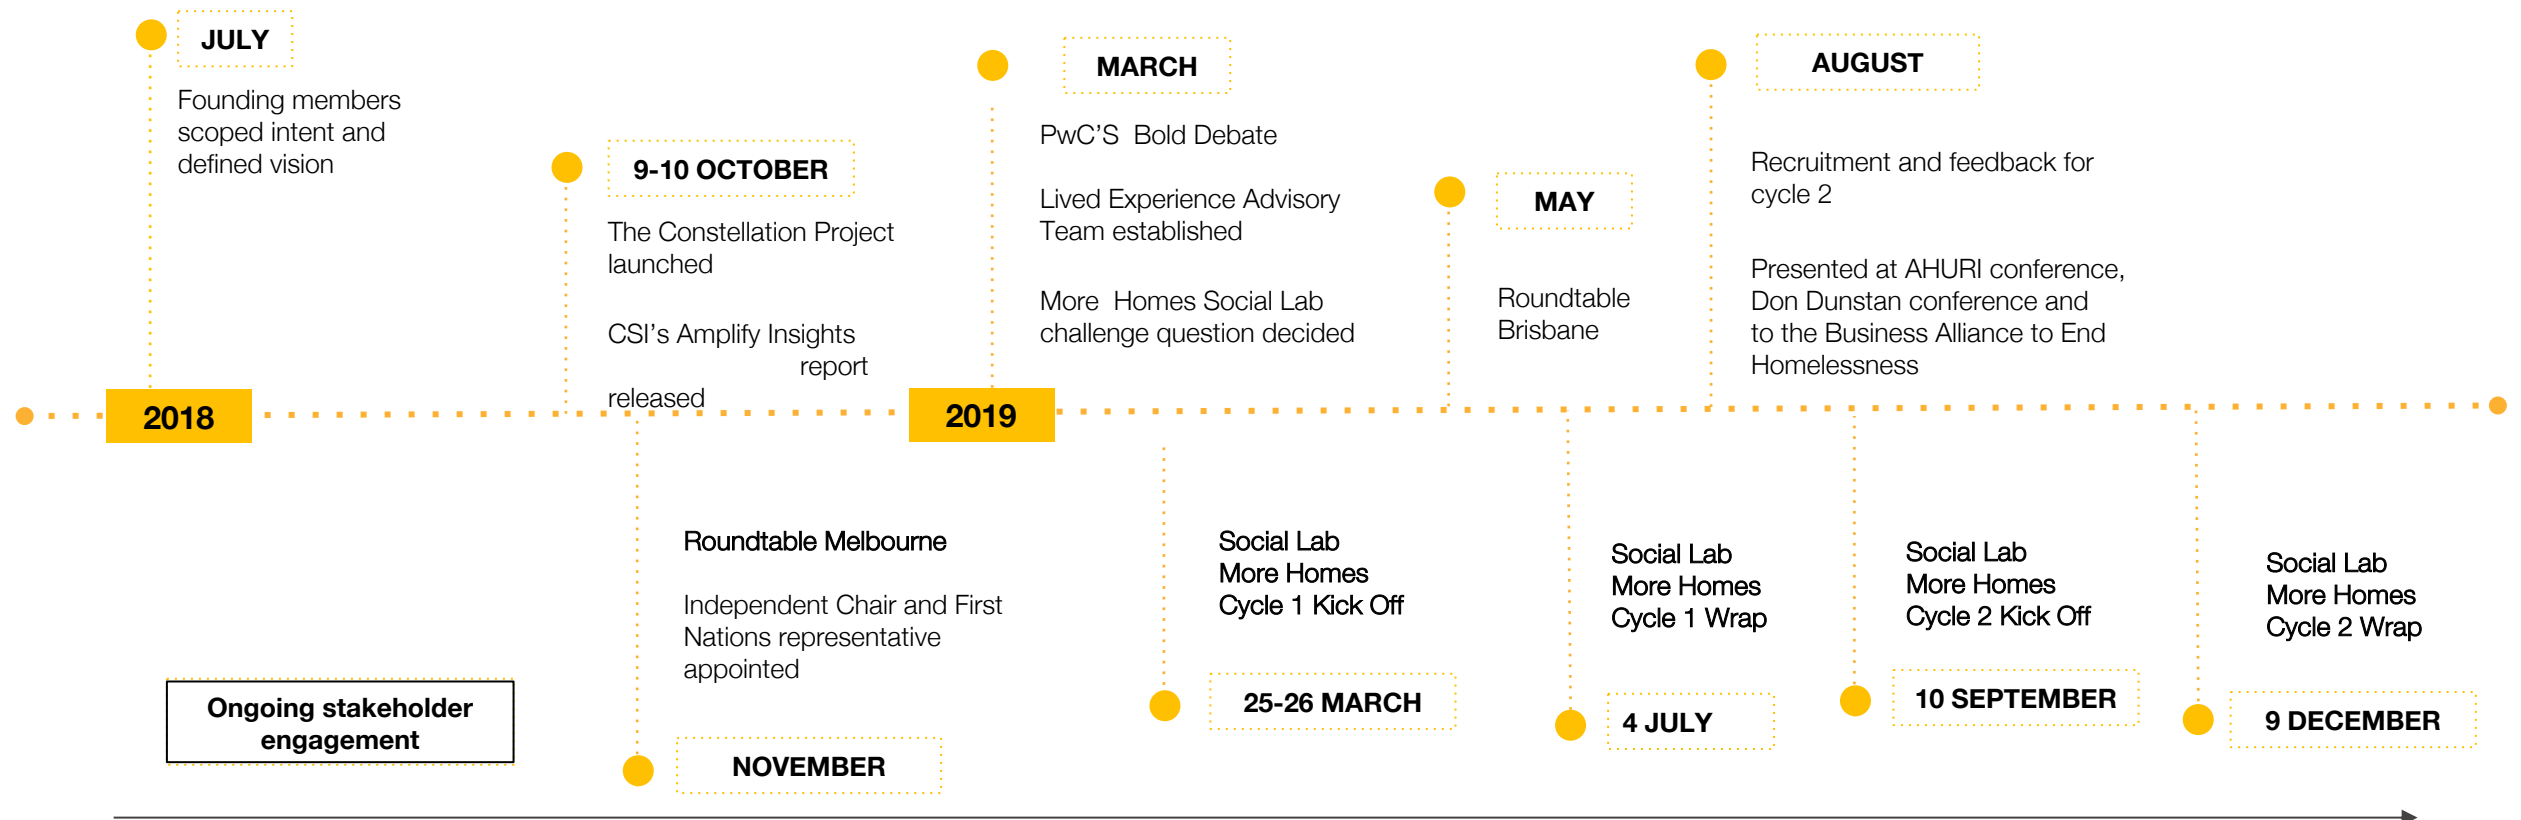 JULY
Founding members
scoped intent and
defined vision
9-10 OCTOBER
The Constellation Project
launched
CSI's Amplify Insights
report
released
MARCH
PwC'S Bold Debate
Lived Experience Advisory
Team established
More Homes Social Lab
challenge question decided
MAY
Roundtable
Brisbane
AUGUST
Recruitment and feedback for
cycle 2
Presented at AHURI conference,
Don Dunstan conference and
to the Business Alliance to End
Homelessness
2018
2019
Roundtable Melbourne
Independent Chair and First
Nations representative
appointed
NOVEMBER
Social Lab
More Homes
Cycle 1 Kick Off
25-26 MARCH
Social Lab
More Homes
Cycle 1 Wrap
4 JULY
Social Lab
More Homes
Cycle 2 Kick Off
10 SEPTEMBER
Social Lab
More Homes
Cycle 2 Wrap
9 DECEMBER
Ongoing stakeholder
engagement